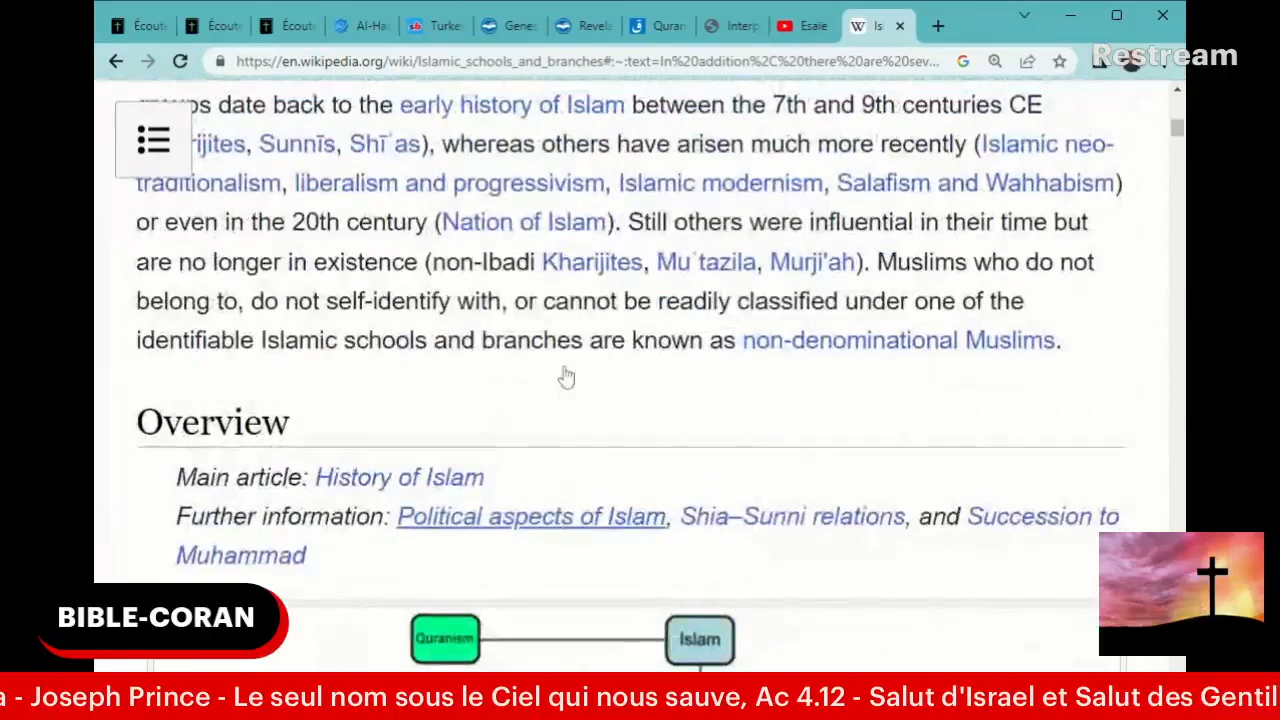 Écoute
Écout
Écout
Al-Ha
Turke
Genes
Revela
Quran
Interp
Esaïe
Isl
https://en.wikipedia.org/wiki/Islamic_schools_and_branches#:~:text=In%20addition%2C%20there%20are%20sev...
Restream
date back to the early history of Islam between the 7th and 9th centuries CE
rijites, Sunnīs, Shīʿas), whereas others have arisen much more recently (Islamic neo-
traditionalism, liberalism and progressivism, Islamic modernism, Salafism and Wahhabism)
or even in the 20th century (Nation of Islam). Still others were influential in their time but
are no longer in existence (non-Ibadi Kharijites, Muʿtazila, Murji'ah). Muslims who do not
belong to, do not self-identify with, or cannot be readily classified under one of the
identifiable Islamic schools and branches are known as non-denominational Muslims.
Overview
Main article: History of Islam
Further information: Political aspects of Islam, Shia–Sunni relations, and Succession to
Muhammad
Quranism
Islam
BIBLE-CORAN
a - Joseph Prince - Le seul nom sous le Ciel qui nous sauve, Ac 4.12 - Salut d'Israel et Salut des Gentil